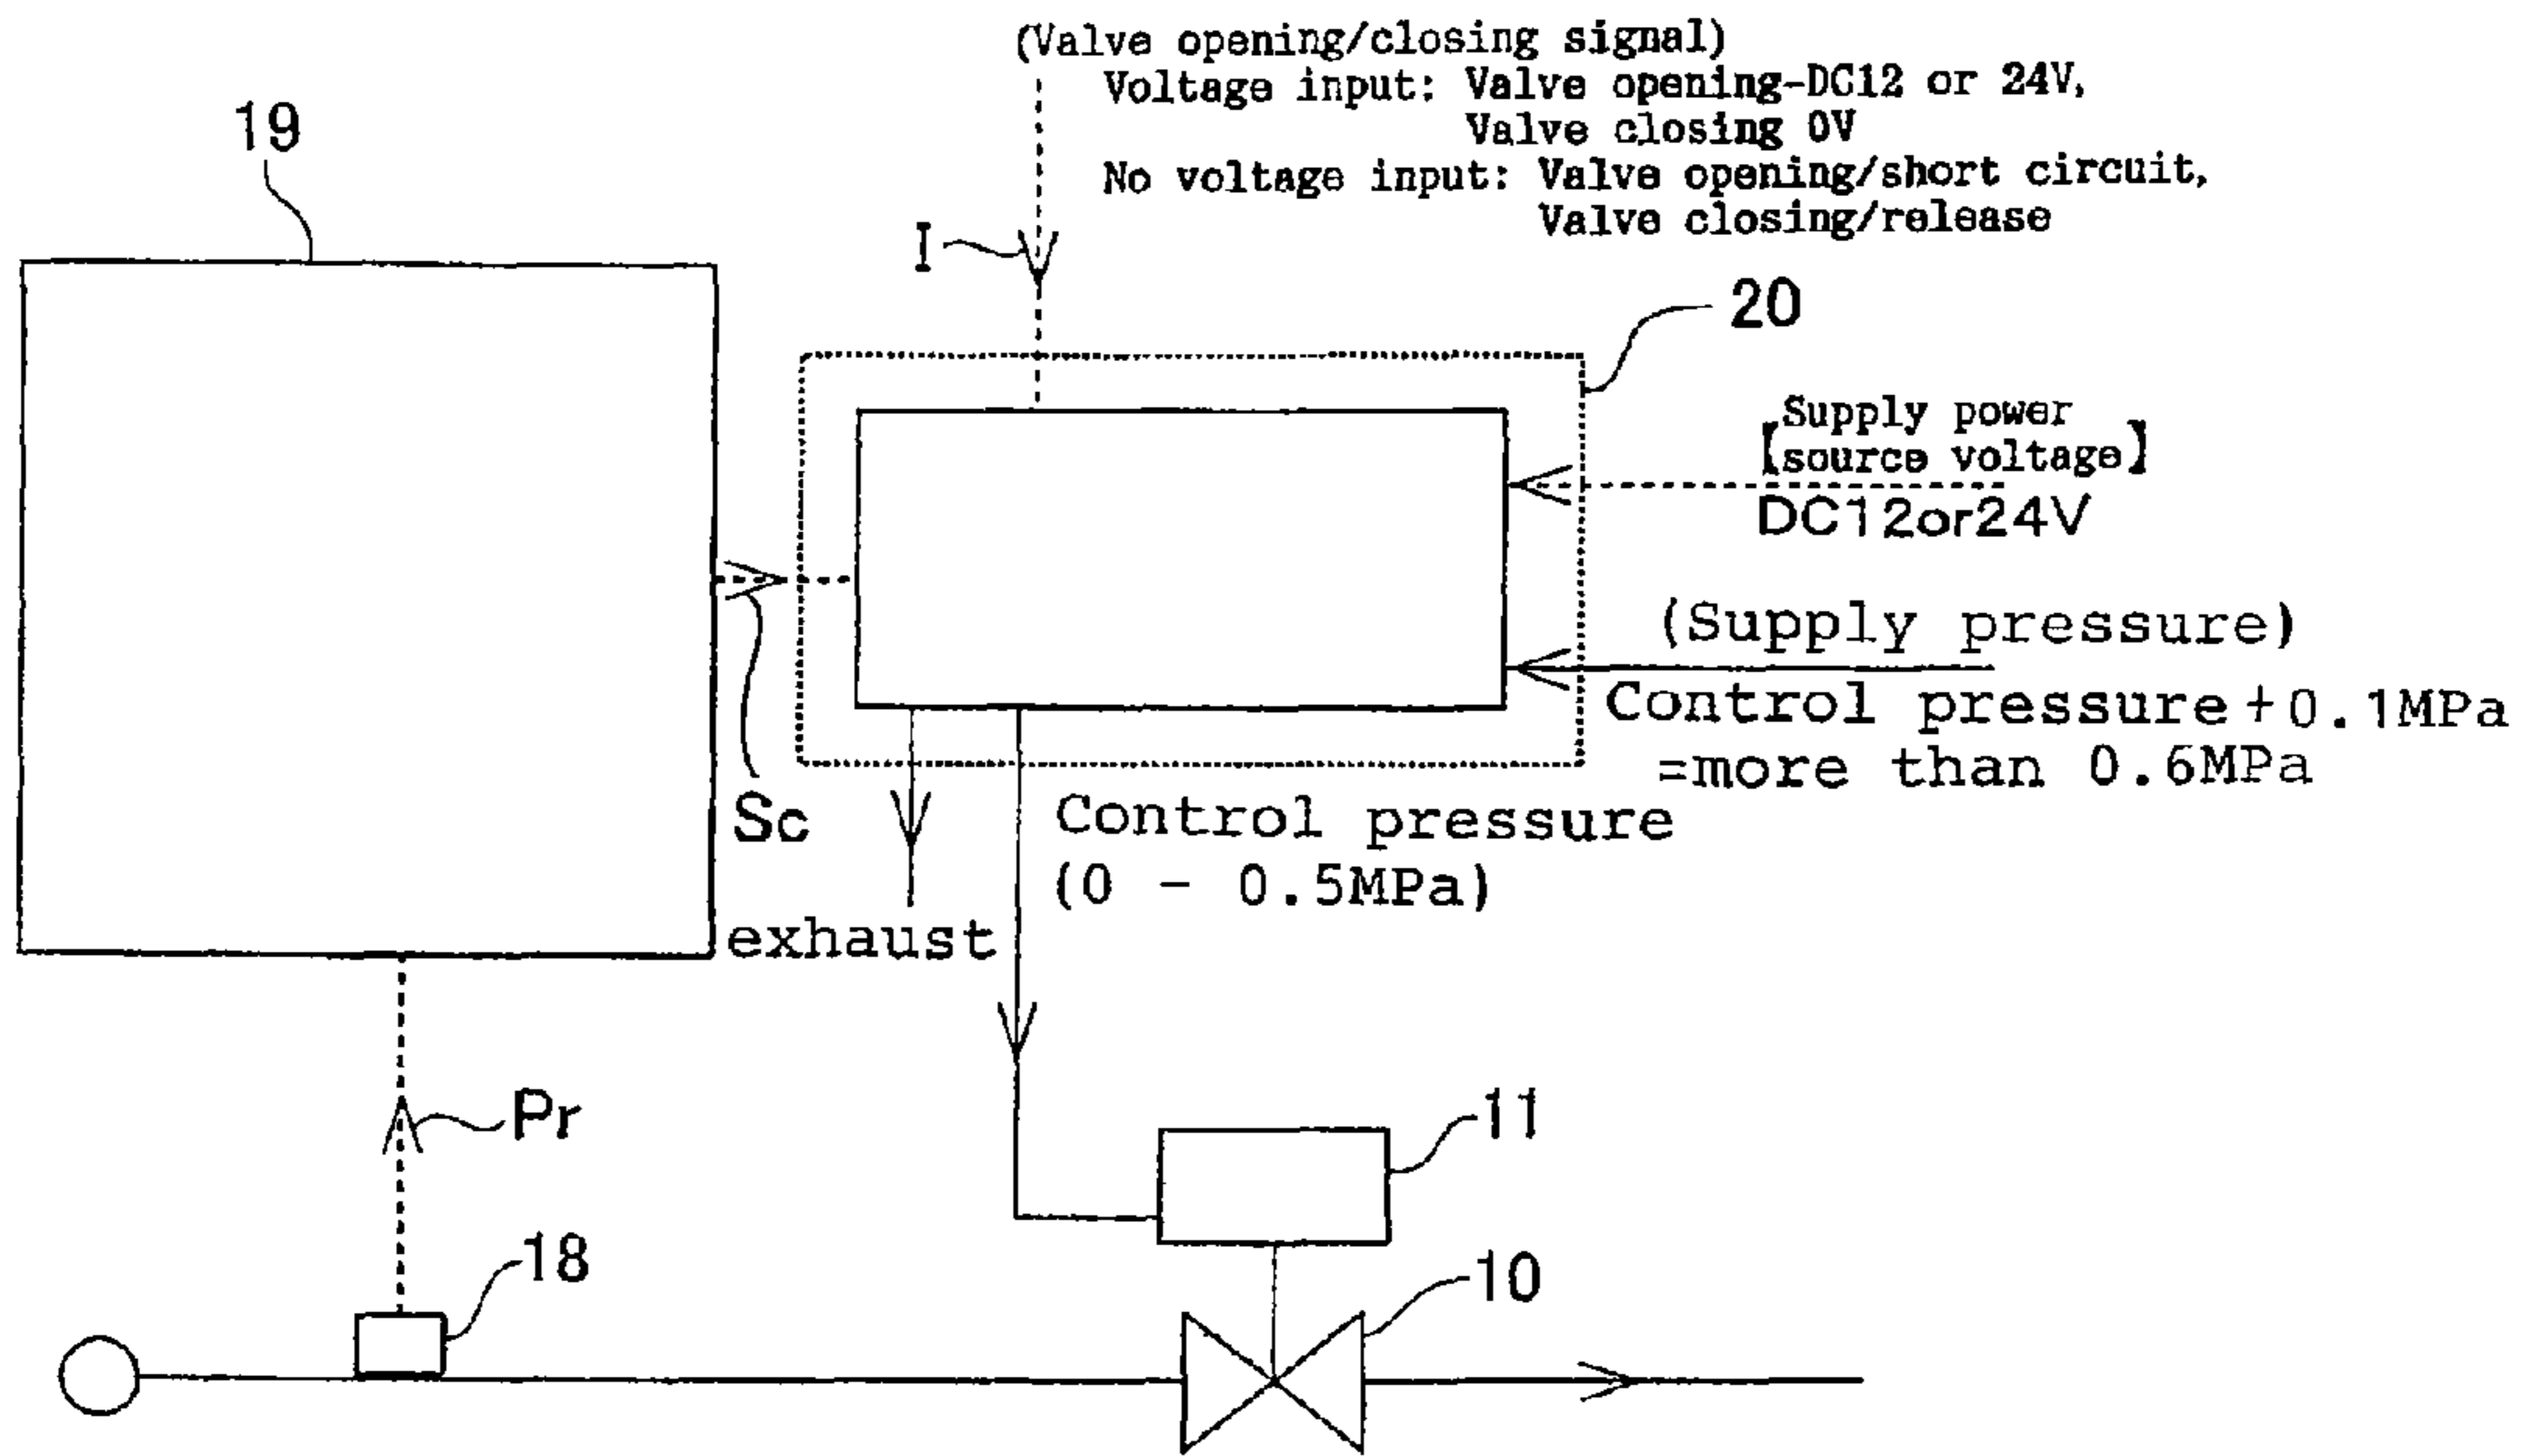 (Valve opening/closing signal)
Voltage input: Valve opening-DC12 or 24V,
Valve closing 0V
No voltage input: Valve opening/short circuit,
Valve closing/release
19
I
20
Supply power
【source voltage】
DC12or24V
(Supply pressure)
Control pressure+0.1MPa
=more than 0.6MPa
Sc
Control pressure
(0 - 0.5MPa)
exhaust
Pr
11
18
10